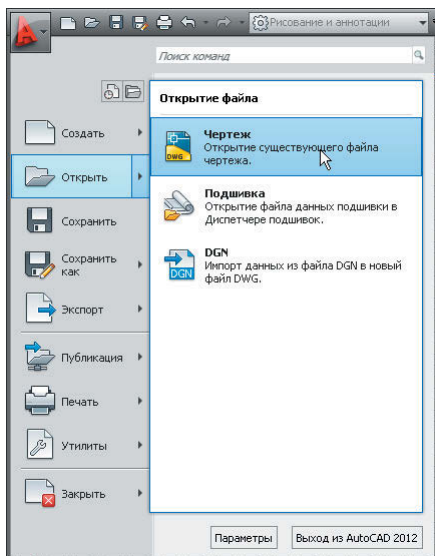 Рисование и аннотации
Поиск команд
Открытие файла
Создать
Открыть
Сохранить
Сохранить
как
Экспорт
Публикация
Печать
Утилиты
Закрыть
Чертеж
Открытие существующего файла
чертежа.
DWG
Подшивка
Открытие файла данных подшивки в
Диспетчере подшивок.
DGN
Импорт данных из файла DGN в новый
файл DWG.
DGN
Параметры
Выход из AutoCAD 2012